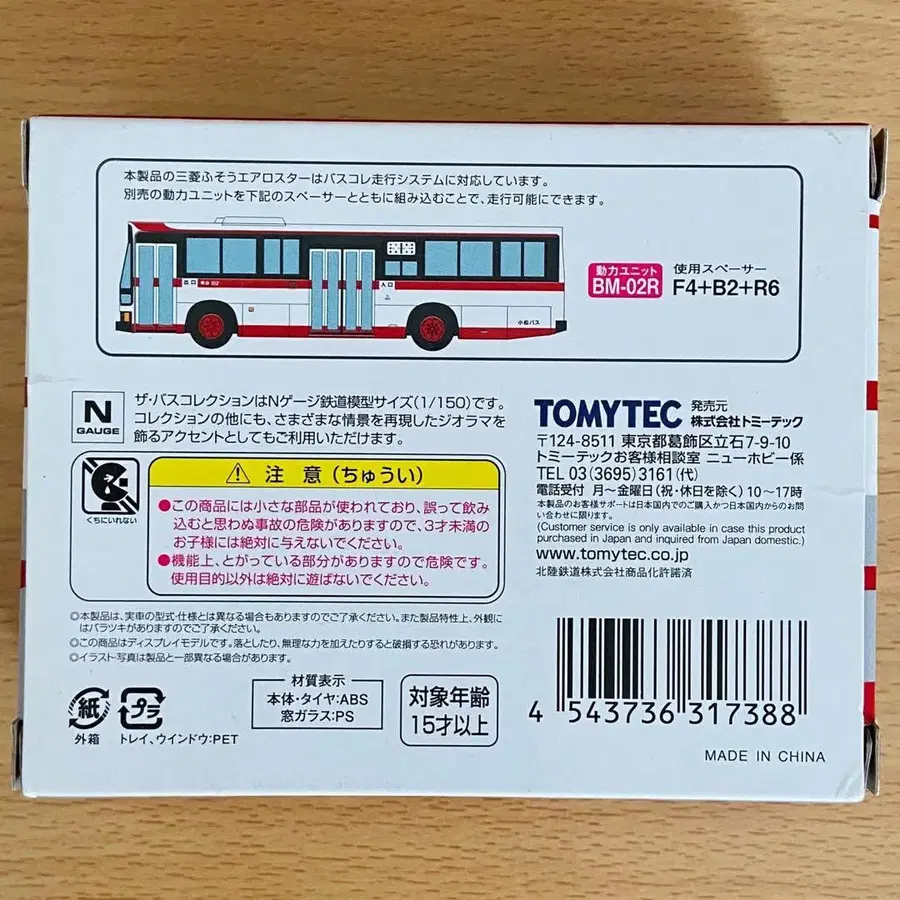 本製品の三菱ふそうエアロスターはバスコレ走行システムに対応しています。
別売の動力ユニットを下記のスペーサーとともに組み込むことで、走行可能にできます。
出口
入口
小松バス
動力ユニット
BM-02R
使用スペーサー
F4+B2+R6
N
GAUGE
ザ・バスコレクションはNゲージ鉄道模型サイズ(1/150)です。
コレクションの他にも、さまざまな情景を再現したジオラマを
飾るアクセントとしてもご利用いただけます。
くちにいれない
注 意 (ちゅうい)
●この商品には小さな部品が使われており、誤って飲み
込むと思わぬ事故の危険がありますので、3才未満の
お子様には絶対に与えないでください。
●機能上、とがっている部分がありますので危険です。
使用目的以外は絶対に遊ばないでください。
TOMYTEC 発売元
株式会社トミーテック
〒124-8511 東京都葛飾区立石7-9-10
トミーテックお客様相談室 ニューホビー係
TEL 03(3695)3161(代)
電話受付 月~金曜日(祝・休日を除く)10~17時
本製品のお客様サポートは日本国内でのご購入かつ日本国内からのお問
い合わせに限ります。
(Customer service is only available in case this product
purchased in Japan and inquired from Japan domestic.)
www.tomytec.co.jp
北陸鉄道株式会社商品化許諾済
◎本製品は、実車の型式・仕様とは異なる場合もありますのでご了承ください。また製品特性上、外観に
はバラツキがありますのでご了承ください。
◎この商品はディスプレイモデルです。落としたり、無理な力を加えたりすると破損する恐れがあります。
◎イラスト・写真は製品と一部異なる場合があります。
紙
外箱
プラ
トレイ、ウインドウ:PET
材質表示
本体・タイヤ:ABS
窓ガラス:PS
対象年齢
15才以上
4 543736 317388
MADE IN CHINA